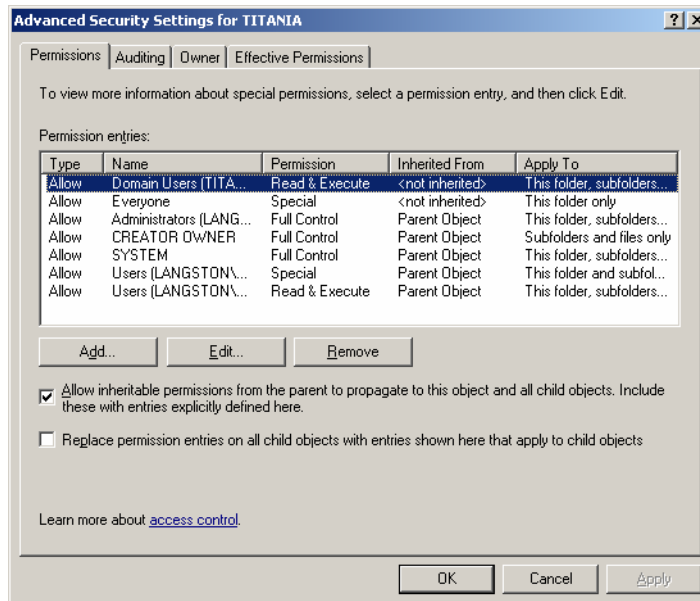 Advanced Security Settings for TITANIA
Permissions Auditing Owner Effective Permissions
To view more information about special permissions, select a permission entry, and then click Edit.
Permission entries:
Type Name Permission Inherited From Apply To
Allow Domain Users (TITA... Read & Execute <not inherited> This folder, subfolders...
Allow Everyone Special <not inherited> This folder only
Allow Administrators (LANG... Full Control Parent Object This folder, subfolders...
Allow CREATOR OWNER Full Control Parent Object Subfolders and files only
Allow SYSTEM Full Control Parent Object This folder, subfolders...
Allow Users (LANGSTON\... Special Parent Object This folder and subfol...
Allow Users (LANGSTON\... Read & Execute Parent Object This folder, subfolders...
Add... Edit... Remove
Allow inheritable permissions from the parent to propagate to this object and all child objects. Include
these with entries explicitly defined here.
Replace permission entries on all child objects with entries shown here that apply to child objects
Learn more about access control.
OK Cancel Apply